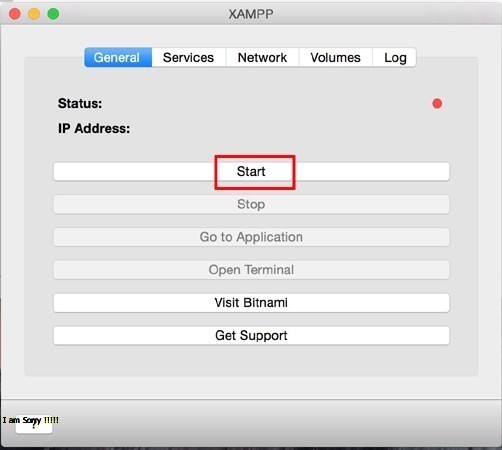 XAMPP
General Services Network Volumes Log
Status:
IP Address:
Start
Stop
Go to Application
Open Terminal
Visit Bitnami
Get Support
I am Sorry !!!!!
?